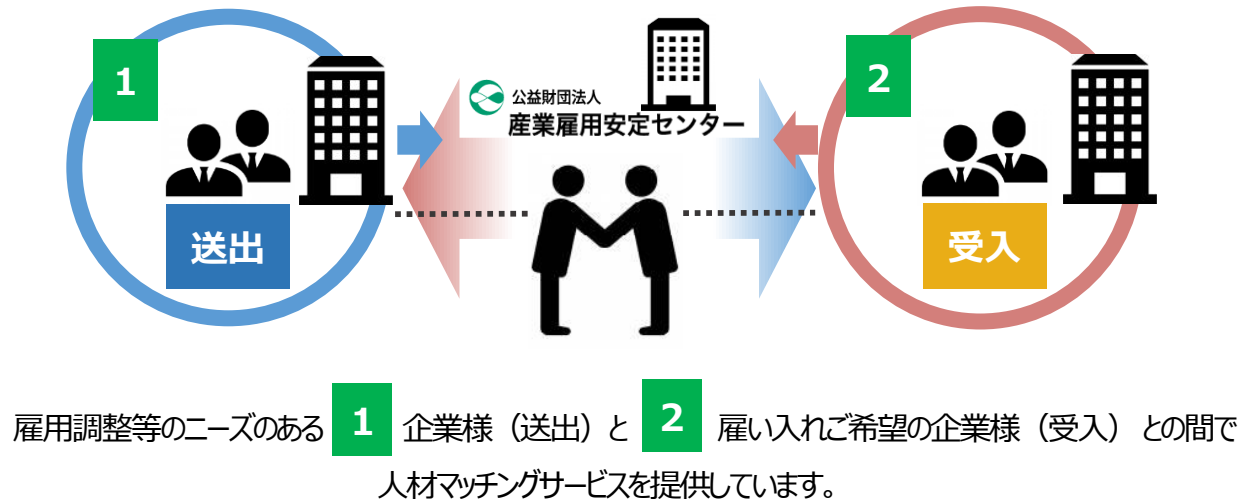 1
2
公益財団法人
産業雇用安定センター
送出
受入
雇用調整等のニーズのある 1 企業様（送出）と 2 雇い入れご希望の企業様（受入）との間で
人材マッチングサービスを提供しています。